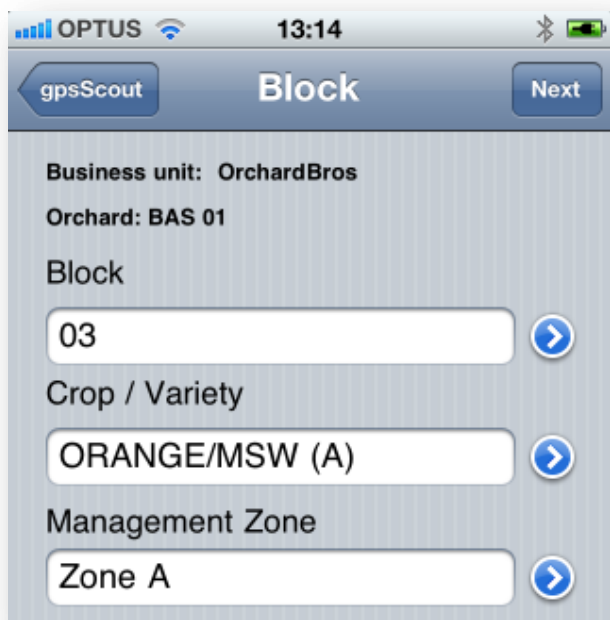 OPTUS 13:14
gpsScout Block Next
Business unit: OrchardBros
Orchard: BAS 01
Block
03
Crop / Variety
ORANGE/MSW (A)
Management Zone
Zone A